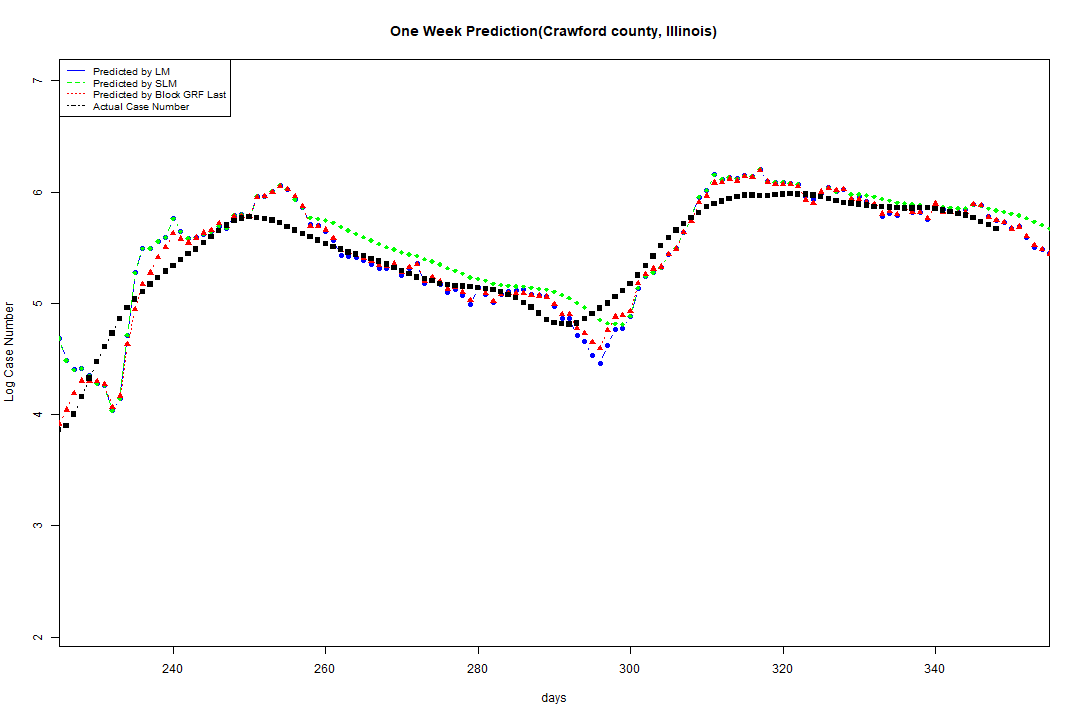 One Week Prediction(Crawford county, Illinois)
Predicted by LM
Predicted by SLM
Predicted by Block GRF Last
Actual Case Number
7
6
5
4
3
2
Log Case Number
240 260 280 300 320 340
days